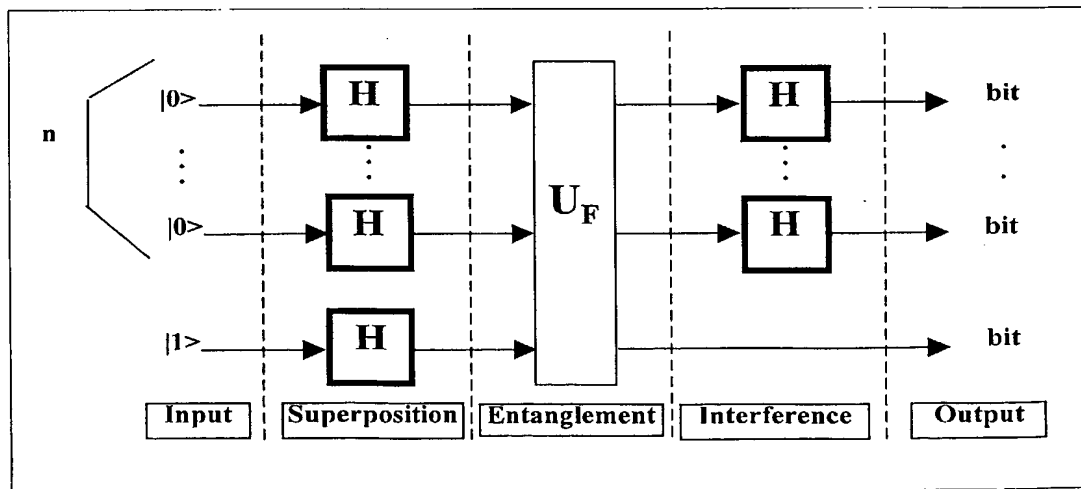 |0> H H bit
n
U_F
|0> H H bit
|1> H bit
Input Superposition Entanglement Interference Output